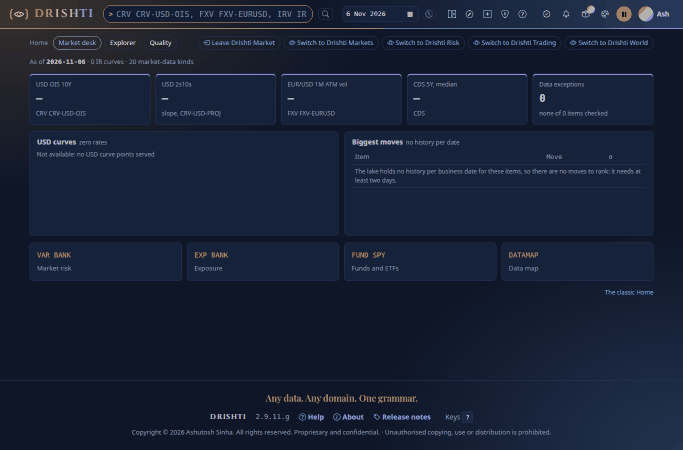 DRISHTI
> CRV CRV-USD-OIS, FXV FXV-EURUSD, IRV IR
6 Nov 2026
Ash
Home
Market desk
Explorer
Quality
Leave Drishti Market
Switch to Drishti Markets
Switch to Drishti Risk
Switch to Drishti Trading
Switch to Drishti World
As of 2026-11-06 · 0 IR curves · 20 market-data kinds
USD OIS 10Y
—
CRV CRV-USD-OIS
USD 2s10s
—
slope, CRV-USD-PROJ
EUR/USD 1M ATM vol
—
FXV FXV-EURUSD
CDS 5Y, median
—
CDS
Data exceptions
0
none of 0 items checked
USD curves zero rates
Not available: no USD curve points served
Biggest moves no history per date
Item Move σ
The lake holds no history per business date for these items, so there are no moves to rank: it needs at
least two days.
VAR BANK
Market risk
EXP BANK
Exposure
FUND SPY
Funds and ETFs
DATAMAP
Data map
The classic Home
Any data. Any domain. One grammar.
DRISHTI 2.9.11.g Help About Release notes Keys ?
Copyright © 2026 Ashutosh Sinha. All rights reserved. Proprietary and confidential. · Unauthorised copying, use or distribution is prohibited.